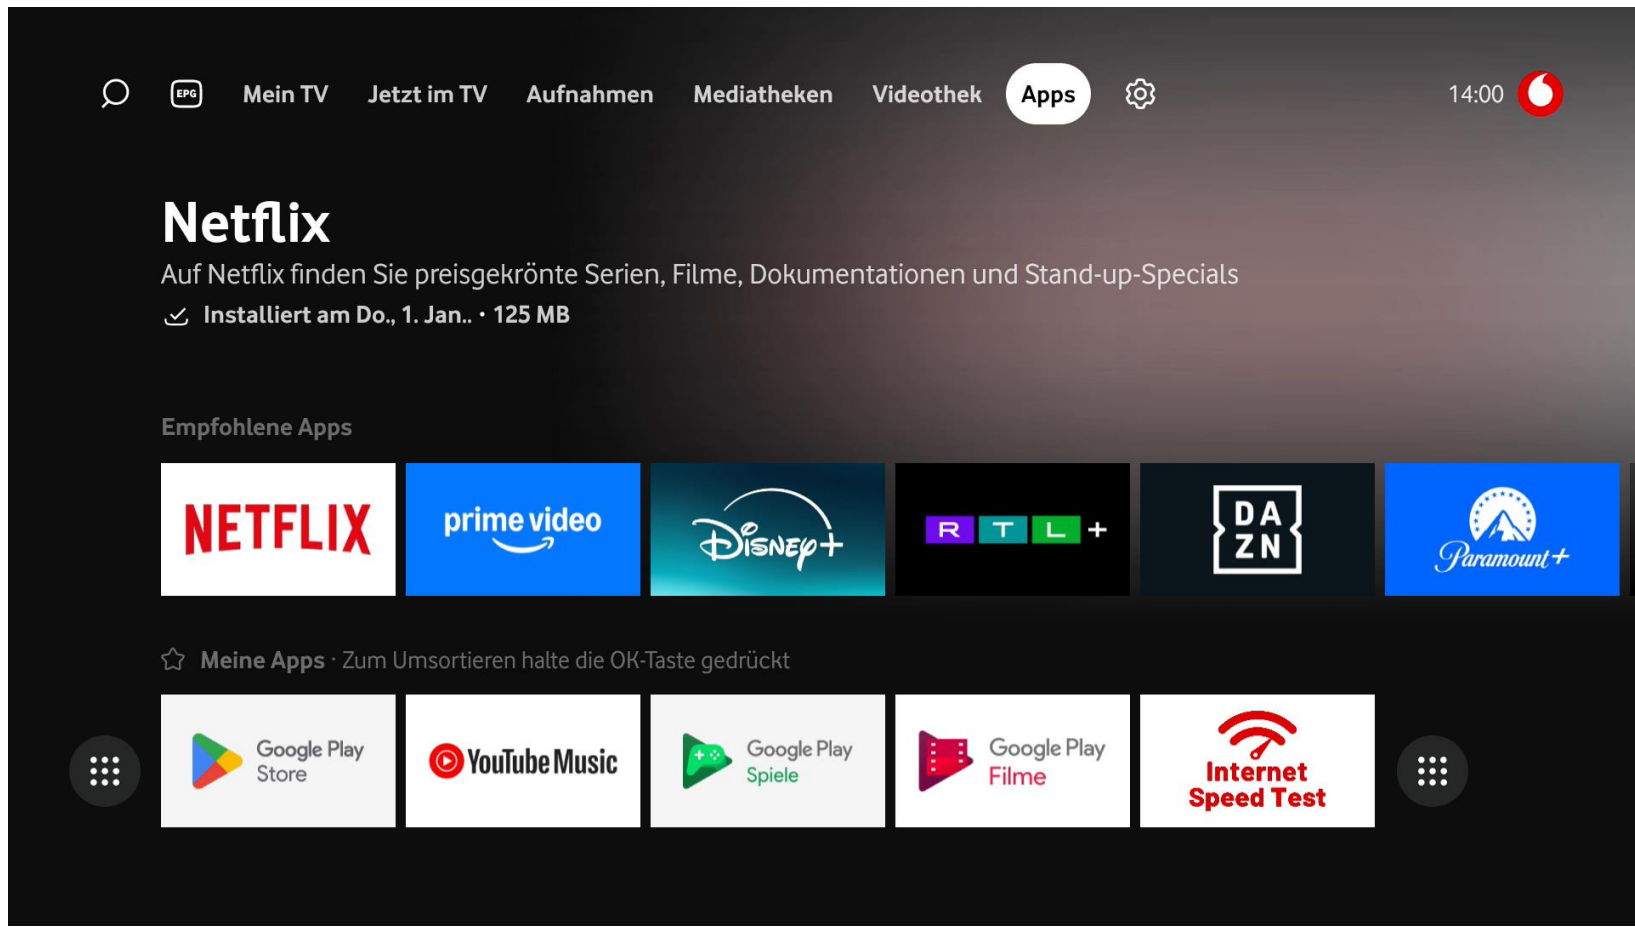 EPG Mein TV Jetzt im TV Aufnahmen Mediatheken Videothek Apps 14:00
Netflix
Auf Netflix finden Sie preisgekrönte Serien, Filme, Dokumentationen und Stand-up-Specials
Installiert am Do., 1. Jan.. • 125 MB
Empfohlene Apps
NETFLIX
prime video
Disney+
RTL+
DA
ZN
Paramount+
Meine Apps · Zum Umsortieren halte die OK-Taste gedrückt
Google Play
Store
YouTube Music
Google Play
Spiele
Google Play
Filme
Internet
Speed Test